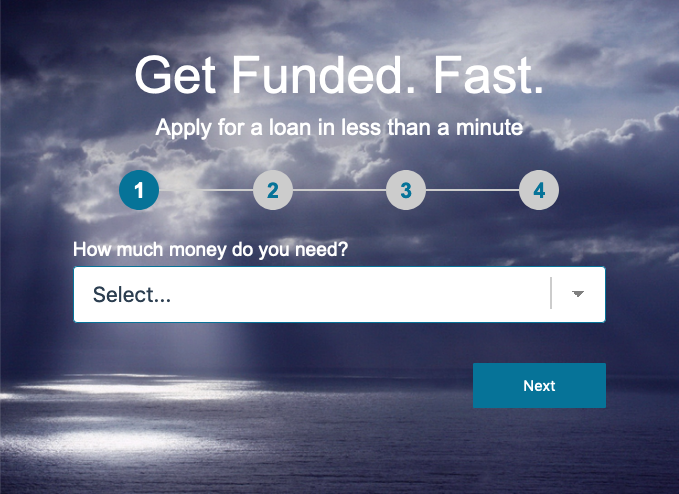 Get Funded. Fast.
Apply for a loan in less than a minute
1 2 3 4
How much money do you need?
Select...
Next